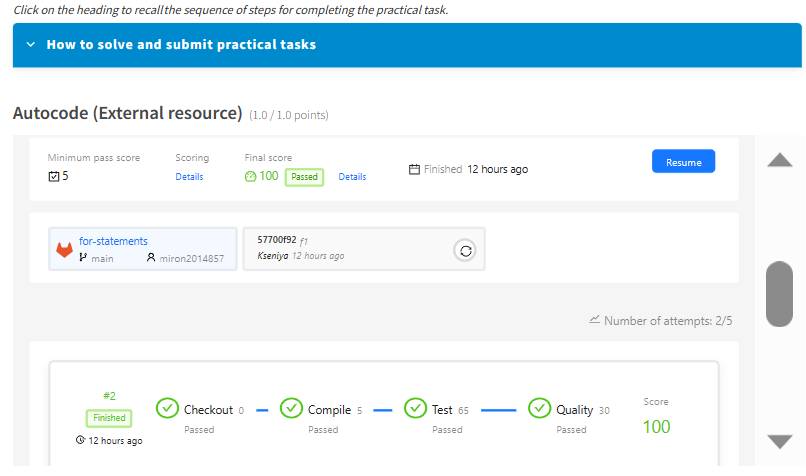 Click on the heading to recall the sequence of steps for completing the practical task.
How to solve and submit practical tasks
Autocode (External resource) (1.0 / 1.0 points)
Minimum pass score Scoring Final score
5 Details 100 Passed Details Finished 12 hours ago Resume
for-statements 57700f92 f1
main miron2014857 Kseniya 12 hours ago
Number of attempts: 2/5
#2 Score
Finished Checkout 0 Compile 5 Test 65 Quality 30 100
Passed Passed Passed Passed
12 hours ago